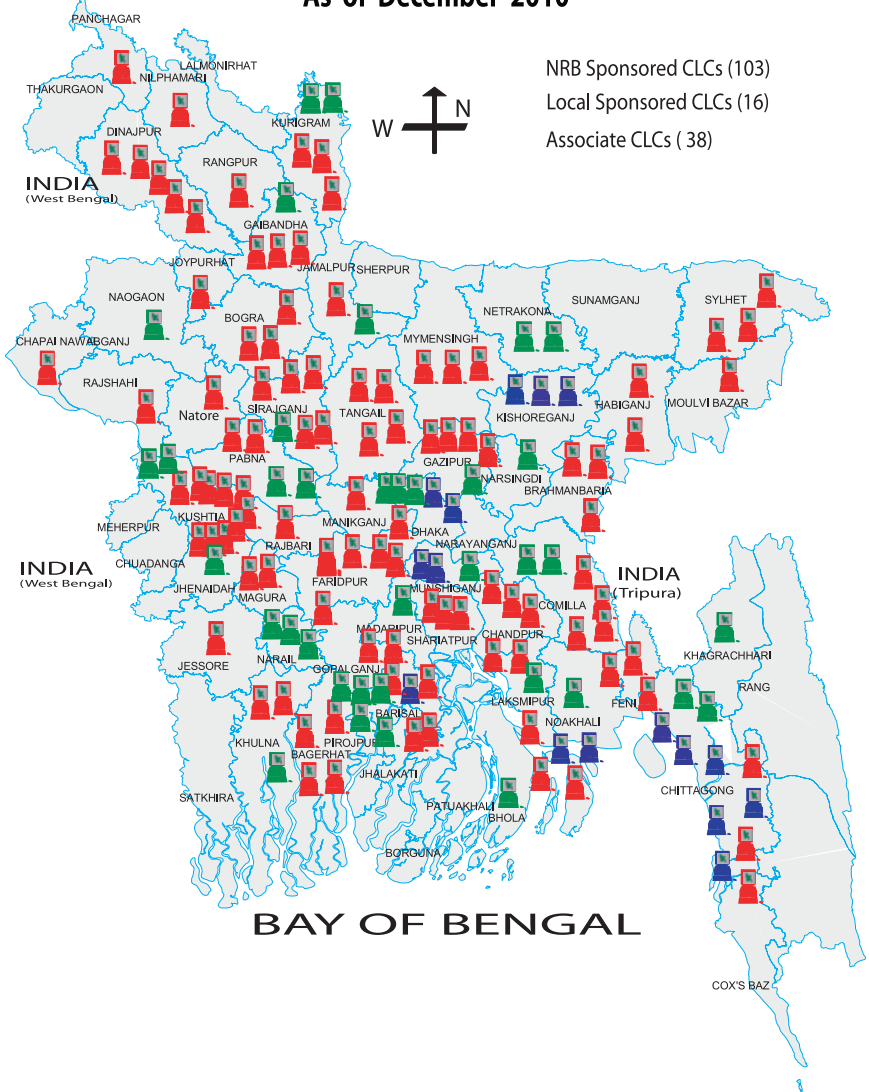 As of December 2010
PANCHAGAR
LALMONIRHAT
NRB Sponsored CLCs (103)
NILPHAMARI
THAKURGAON
Local Sponsored CLCs (16)
N
W
KURIGRAM
DINAJPUR
Associate CLCs ( 38)
RANGPUR
INDIA
(West Bengal)
GAIBANDHA
JOYPURHAT
JAMALPUR
SHERPUR
NAOGAON
SUNAMGANJ
SYLHET
NETRAKONA
BOGRA
CHAPAI NAWABGANJ
MYMENSINGH
RAJSHAHI
MOULVI BAZAR
HABIGANJ
SIRAJGANJ
TANGAIL
Natore
KISHOREGANJ
PABNA
GAZIPUR
NARSINGDI
BRAHMANBARIA
KUSHTIA
MEHERPUR
MANIKGANJ
DHAKA
RAJBARI
NARAYANGANJ
CHUADANGA
INDIA
(West Bengal)
INDIA
(Tripura)
FARIDPUR
JHENAIDAH
MUNSHIGANJ
MAGURA
COMILLA
MADARIPUR
CHANDPUR
SHARIATPUR
KHAGRACHHARI
NARAIL
JESSORE
GOPALGANJ
RANG
LAKSMIPUR
FENI
BARISAL
NOAKHALI
KHULNA
PIROJPUR
BAGERHAT
JHALAKATI
CHITTAGONG
SATKHIRA
PATUAKHALI
BHOLA
BORGUNA
BAY OF BENGAL
COX'S BAZ